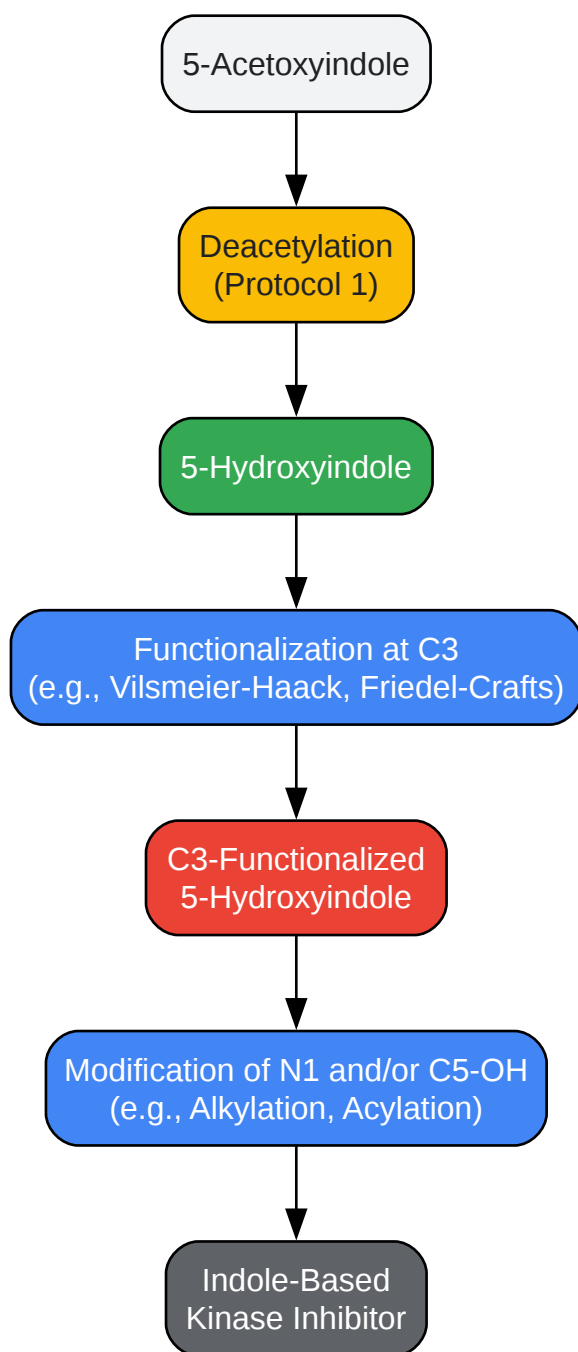 5-Acetoxyindole
Deacetylation
(Protocol 1)
5-Hydroxyindole
Functionalization at C3
(e.g., Vilsmeier-Haack, Friedel-Crafts)
C3-Functionalized
5-Hydroxyindole
Modification of N1 and/or C5-OH
(e.g., Alkylation, Acylation)
Indole-Based
Kinase Inhibitor